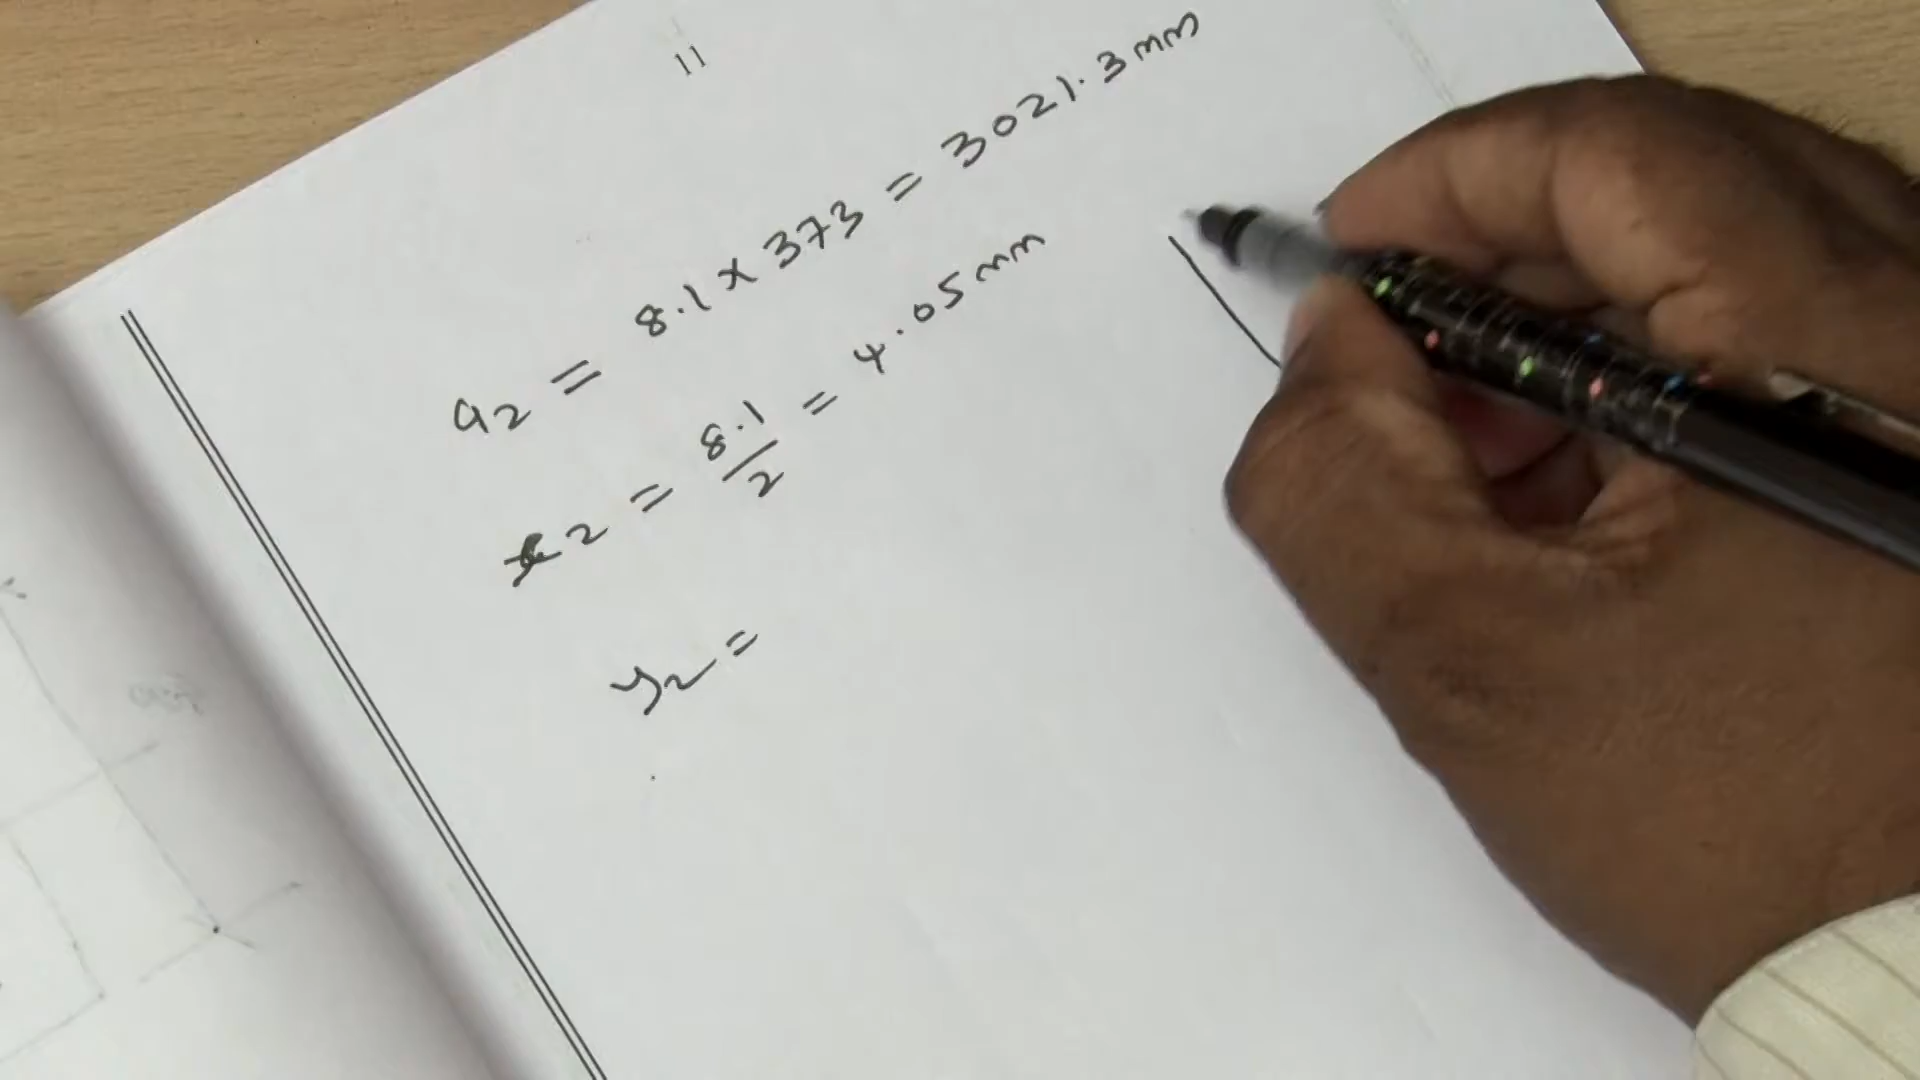 11
a2 = 8.1 x 373 = 3021.3 mm
x2 = 8.1/2 = 4.05 mm
y2 =